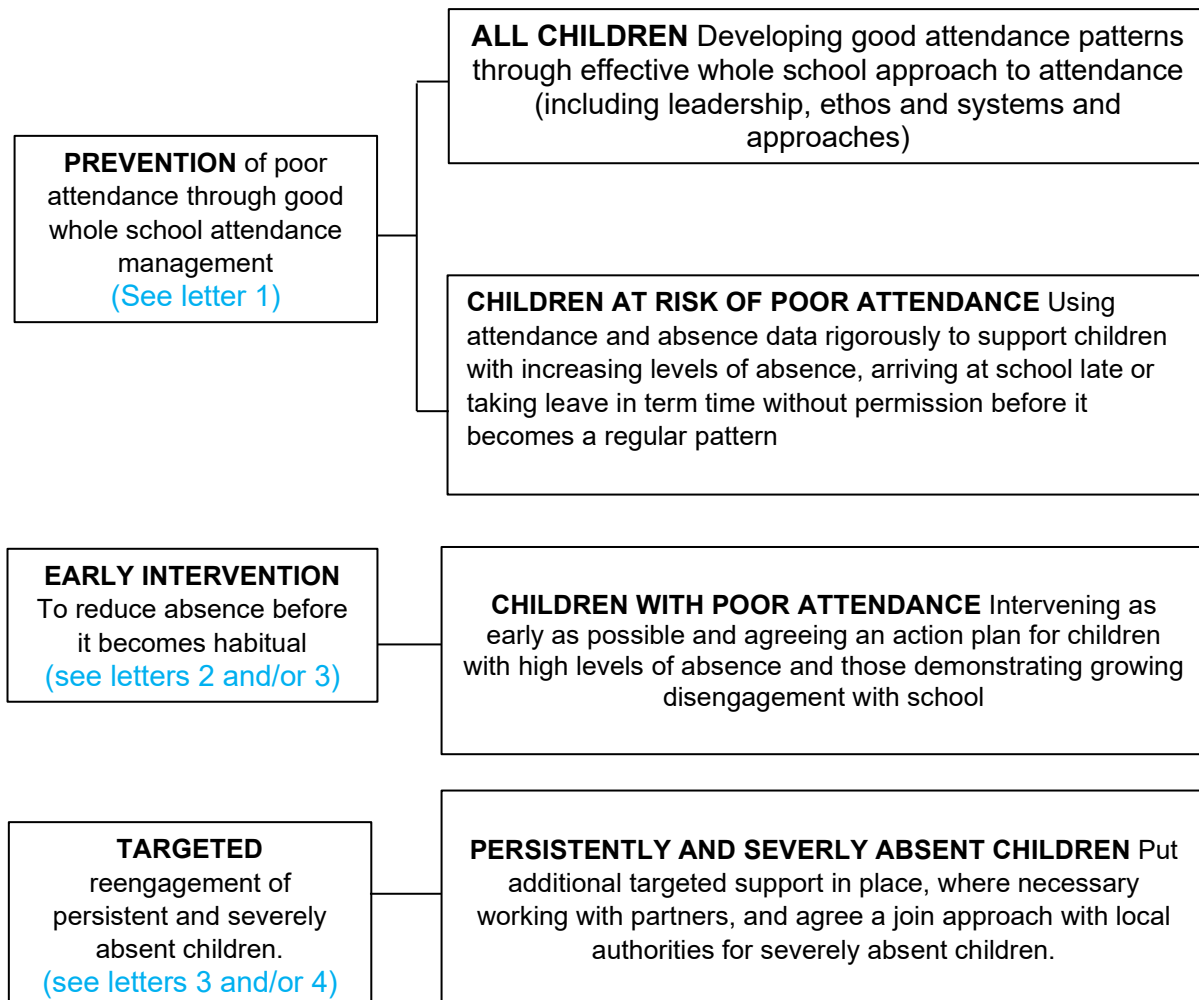 ALL CHILDREN Developing good attendance patterns
through effective whole school approach to attendance
(including leadership, ethos and systems and
approaches)
PREVENTION of poor
attendance through good
whole school attendance
management
(See letter 1)
CHILDREN AT RISK OF POOR ATTENDANCE Using
attendance and absence data rigorously to support children
with increasing levels of absence, arriving at school late or
taking leave in term time without permission before it
becomes a regular pattern
EARLY INTERVENTION
To reduce absence before
it becomes habitual
(see letters 2 and/or 3)
CHILDREN WITH POOR ATTENDANCE Intervening as
early as possible and agreeing an action plan for children
with high levels of absence and those demonstrating growing
disengagement with school
TARGETED
reengagement of
persistent and severely
absent children.
(see letters 3 and/or 4)
PERSISTENTLY AND SEVERLY ABSENT CHILDREN Put
additional targeted support in place, where necessary
working with partners, and agree a join approach with local
authorities for severely absent children.